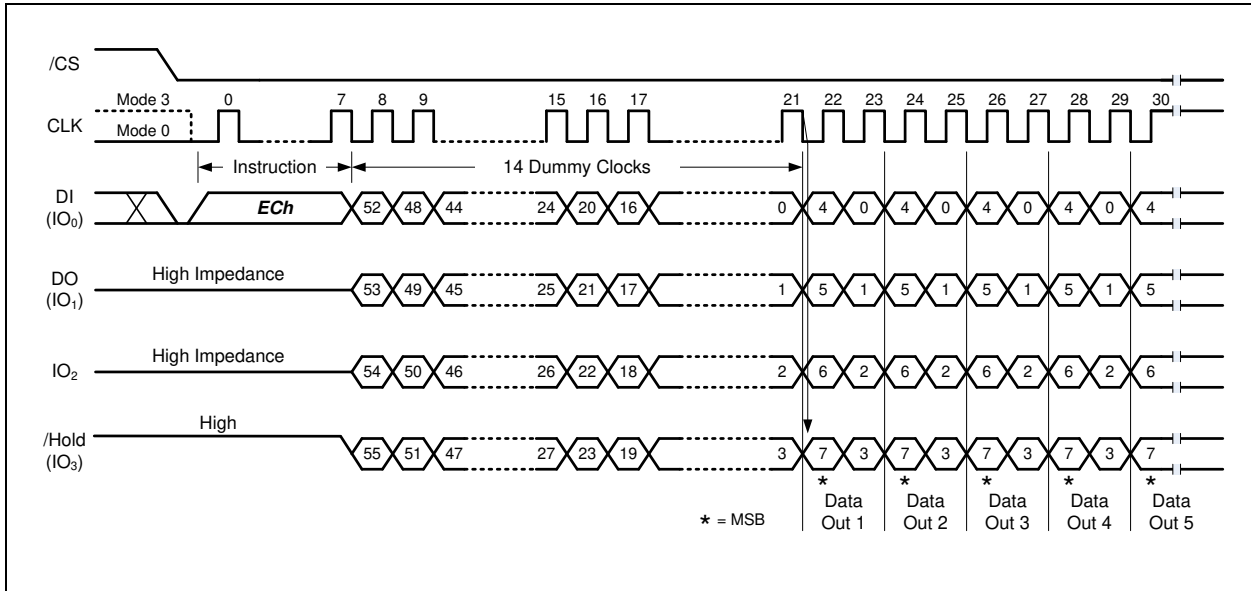 /CS
Mode 3 0 7 8 9 15 16 17 21 22 23 24 25 26 27 28 29 30
CLK
Mode 0
Instruction 14 Dummy Clocks
DI
(IO₀)
ECh 52 48 44 24 20 16 0 4 0 4 0 4 0 4 0 4
DO
(IO₁)
High Impedance 53 49 45 25 21 17 1 5 1 5 1 5 1 5 1 5
IO₂
High Impedance 54 50 46 26 22 18 2 6 2 6 2 6 2 6 2 6
/Hold
(IO₃)
High 55 51 47 27 23 19 3 7 3 7 3 7 3 7 3 7
* * * * *
* = MSB
Data Data Data Data Data
Out 1 Out 2 Out 3 Out 4 Out 5